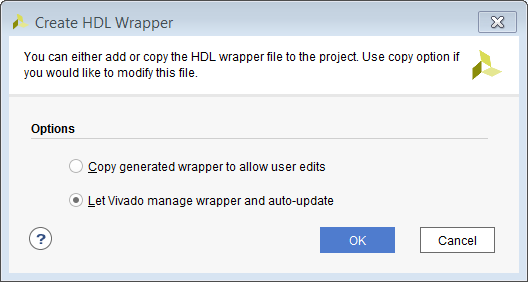 Create HDL Wrapper
You can either add or copy the HDL wrapper file to the project. Use copy option if
you would like to modify this file.
Options
Copy generated wrapper to allow user edits
Let Vivado manage wrapper and auto-update
?
OK
Cancel